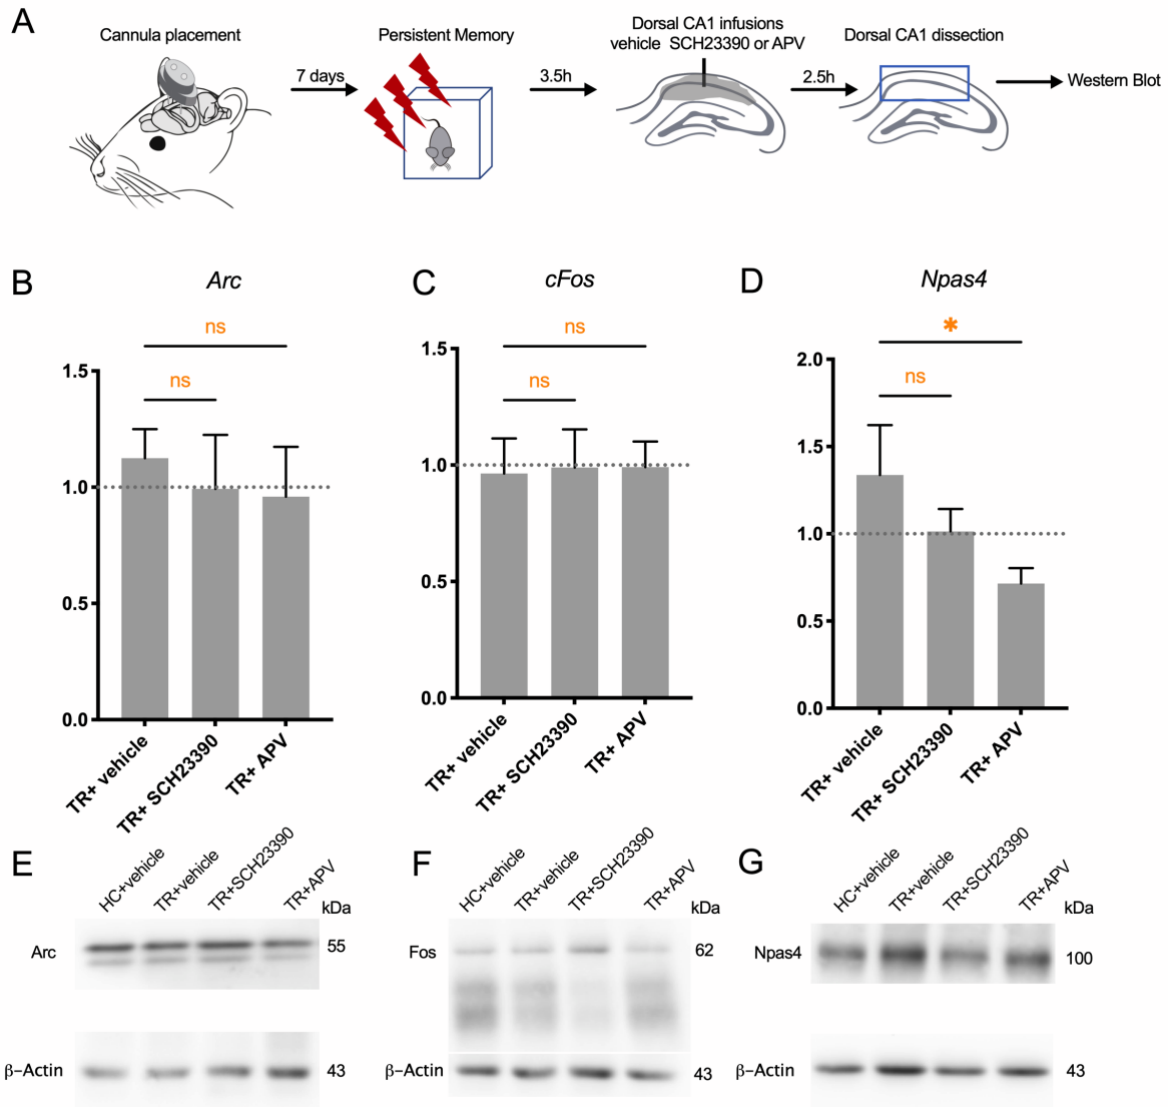 A
Cannula placement
7 days
Persistent Memory
3.5h
Dorsal CA1 infusions
vehicle SCH23390 or APV
2.5h
Dorsal CA1 dissection
Western Blot
B
Arc
ns
ns
1.5
1.0
0.5
0.0
TR+ vehicle
TR+ SCH23390
TR+ APV
C
cFos
ns
ns
1.5
1.0
0.5
0.0
TR+ vehicle
TR+ SCH23390
TR+ APV
D
Npas4
*
ns
2.0
1.5
1.0
0.5
0.0
TR+ vehicle
TR+ SCH23390
TR+ APV
E
HC+vehicle
TR+vehicle
TR+SCH23390
TR+APV
kDa
Arc
55
β-Actin
43
F
HC+vehicle
TR+vehicle
TR+SCH23390
TR+APV
kDa
Fos
62
β-Actin
43
G
HC+vehicle
TR+vehicle
TR+SCH23390
TR+APV
kDa
Npas4
100
β-Actin
43